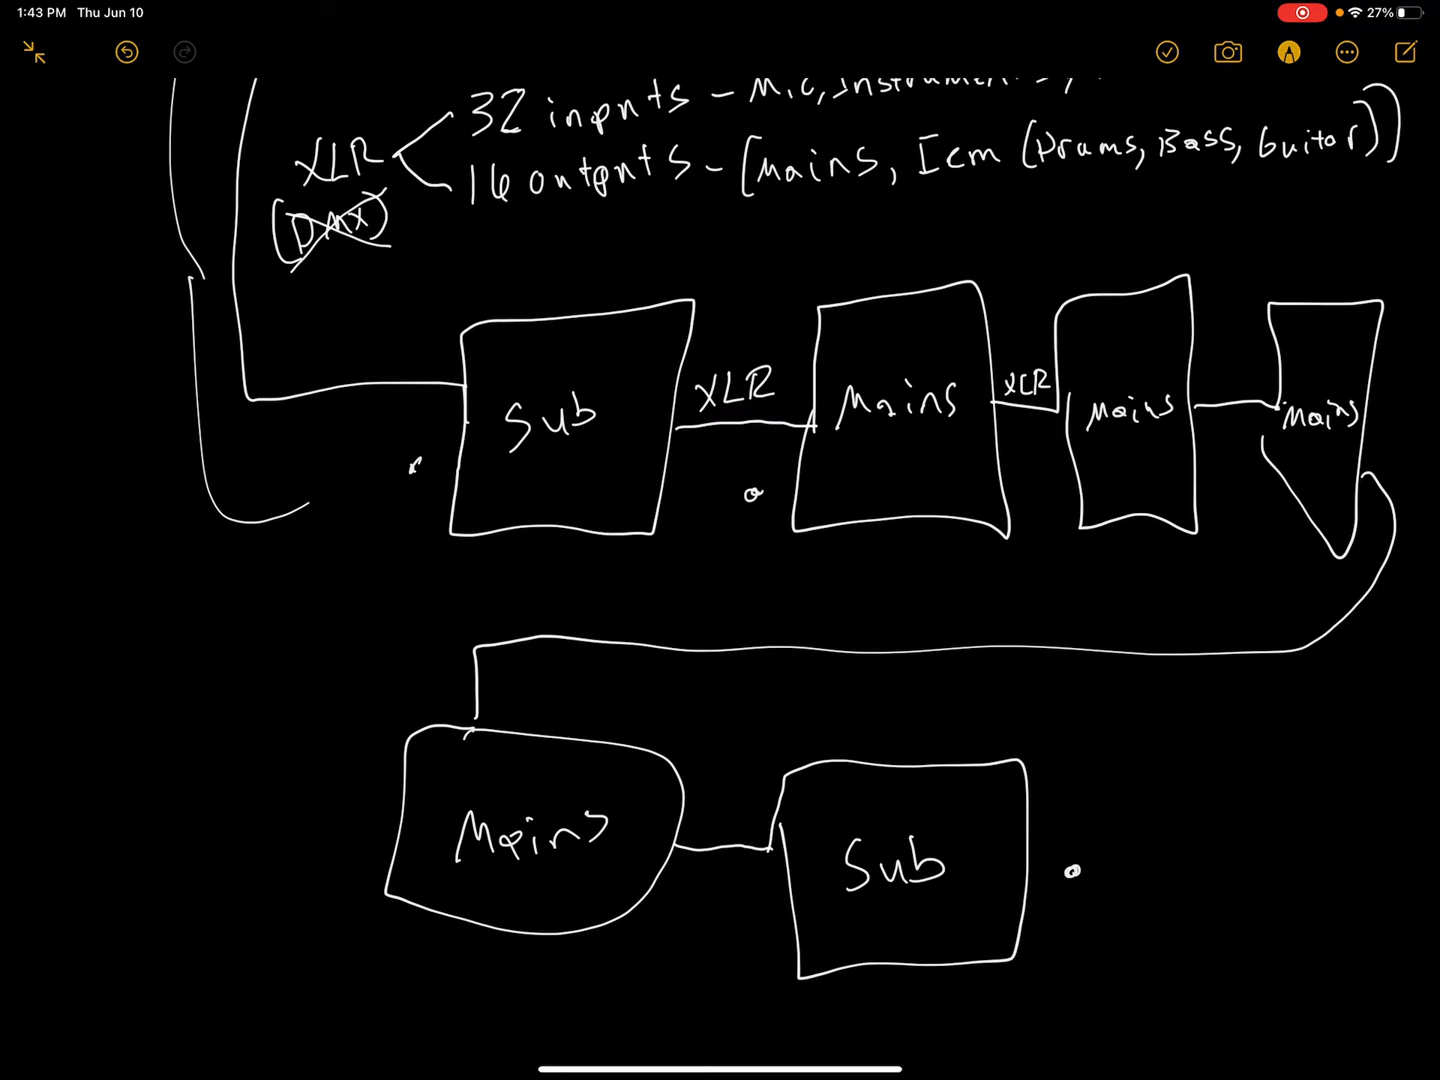 1:43 PM Thu Jun 10
27%
32 inputs - Mic, Instruments,
XLR
16 outputs - [Mains, Iem (Drums, Bass, Guitar)]
(DMX)
Sub
XLR
Mains
XLR
Mains
Mains
Mains
Sub